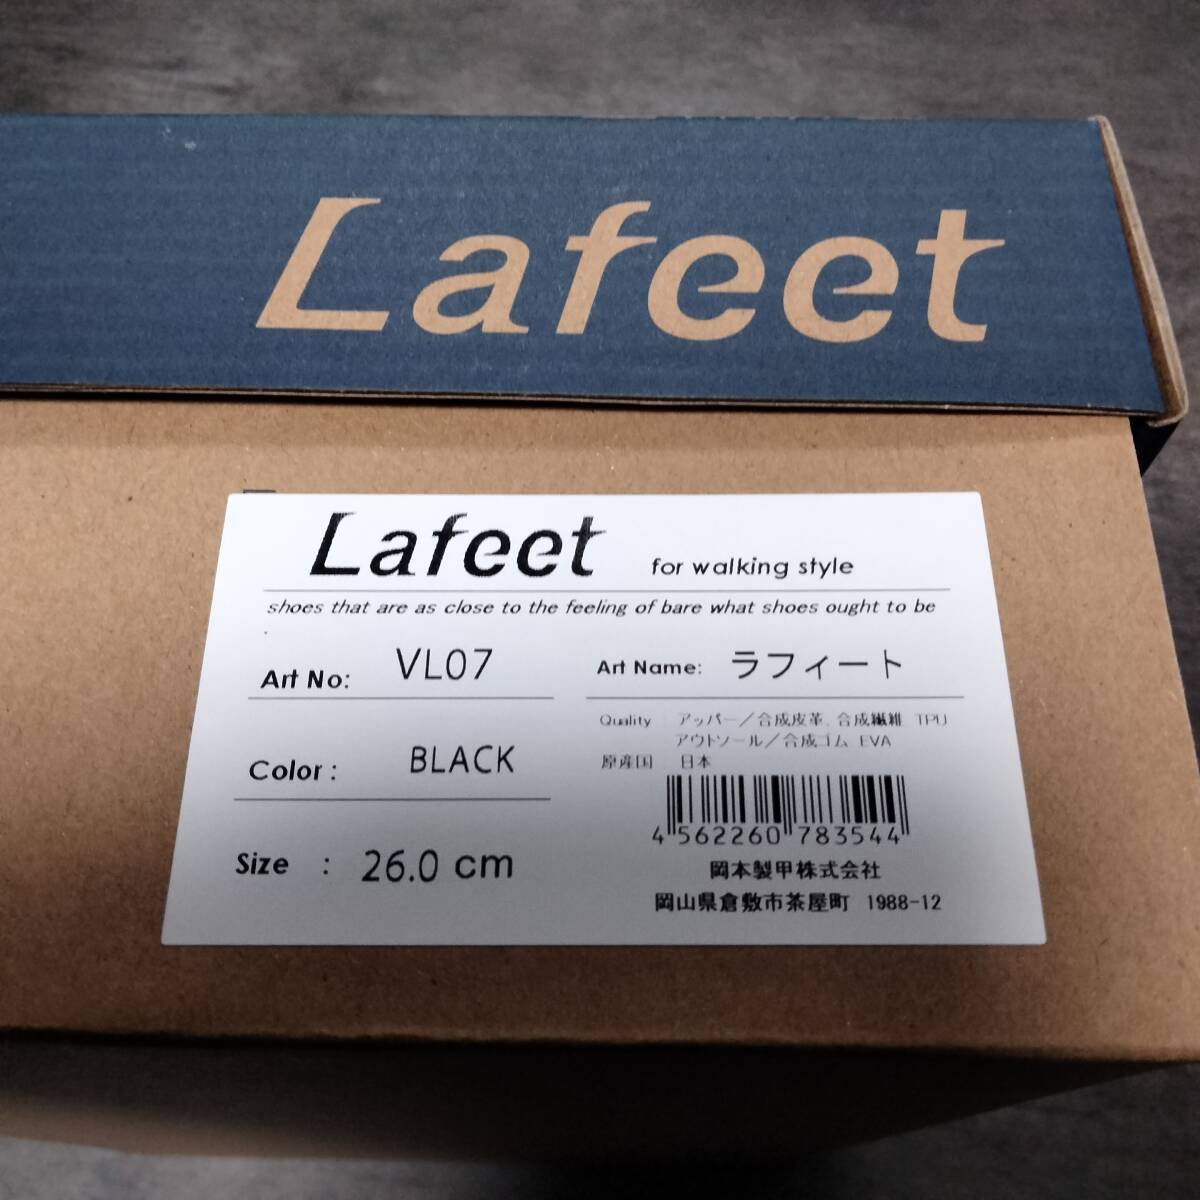 Lafeet
Lafeet for walking style
shoes that are as close to the feeling of bare what shoes ought to be
Art No: VL07
Art Name: ラフィート
Quality アッパー／合成皮革, 合成繊維 TPU
アウトソール／合成ゴム EVA
原産国 日本
Color: BLACK
4 562260 783544
Size : 26.0 cm
岡本製甲株式会社
岡山県倉敷市茶屋町 1988-12